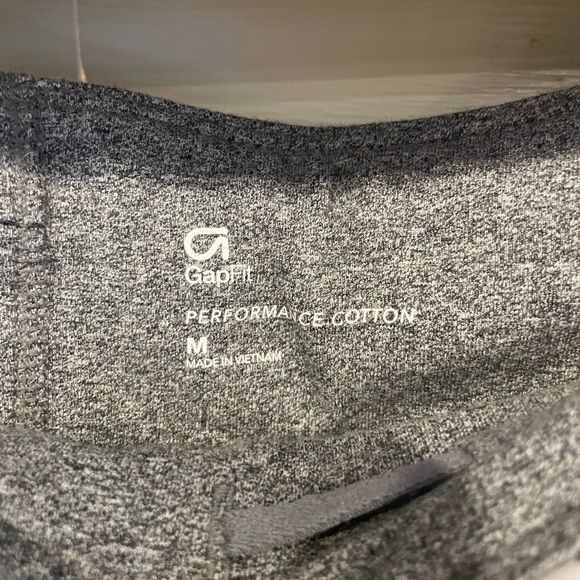 GapFit
PERFORMANCE COTTON
M
MADE IN VIETNAM